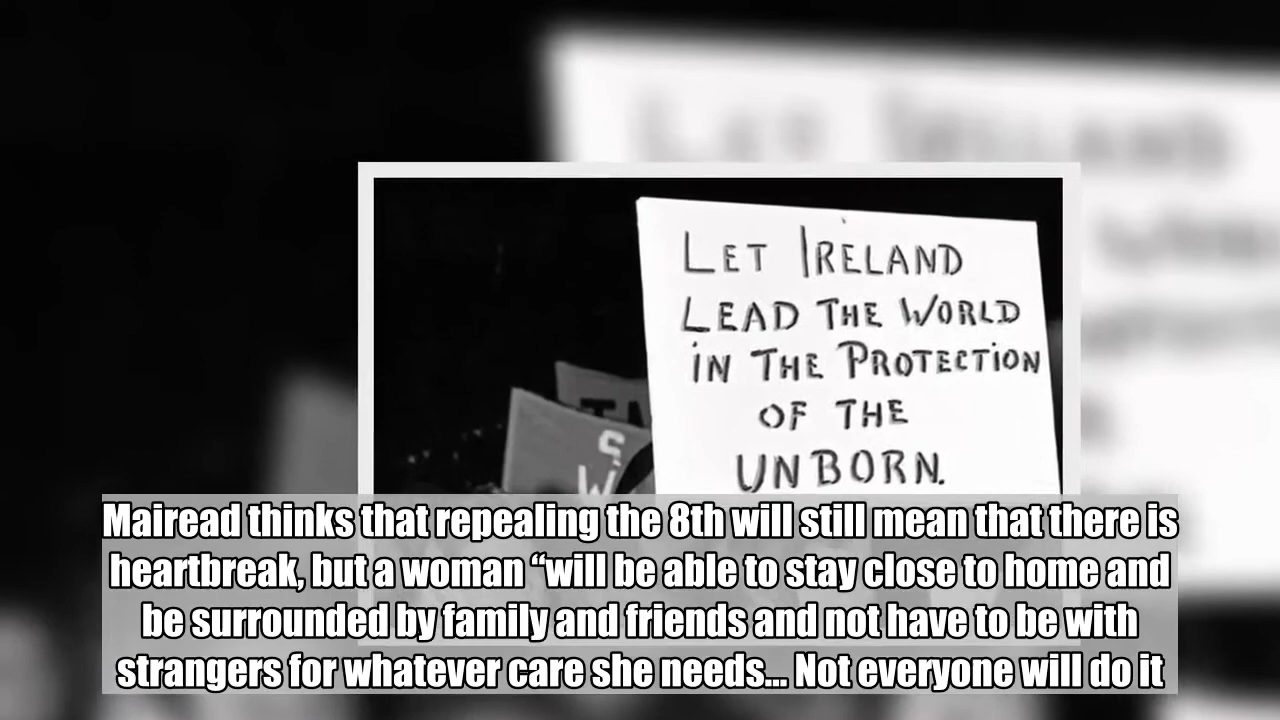 LET IRELAND
LEAD THE WORLD
IN THE PROTECTION
OF THE
UNBORN.
Mairead thinks that repealing the 8th will still mean that there is
heartbreak, but a woman “will be able to stay close to home and
be surrounded by family and friends and not have to be with
strangers for whatever care she needs... Not everyone will do it